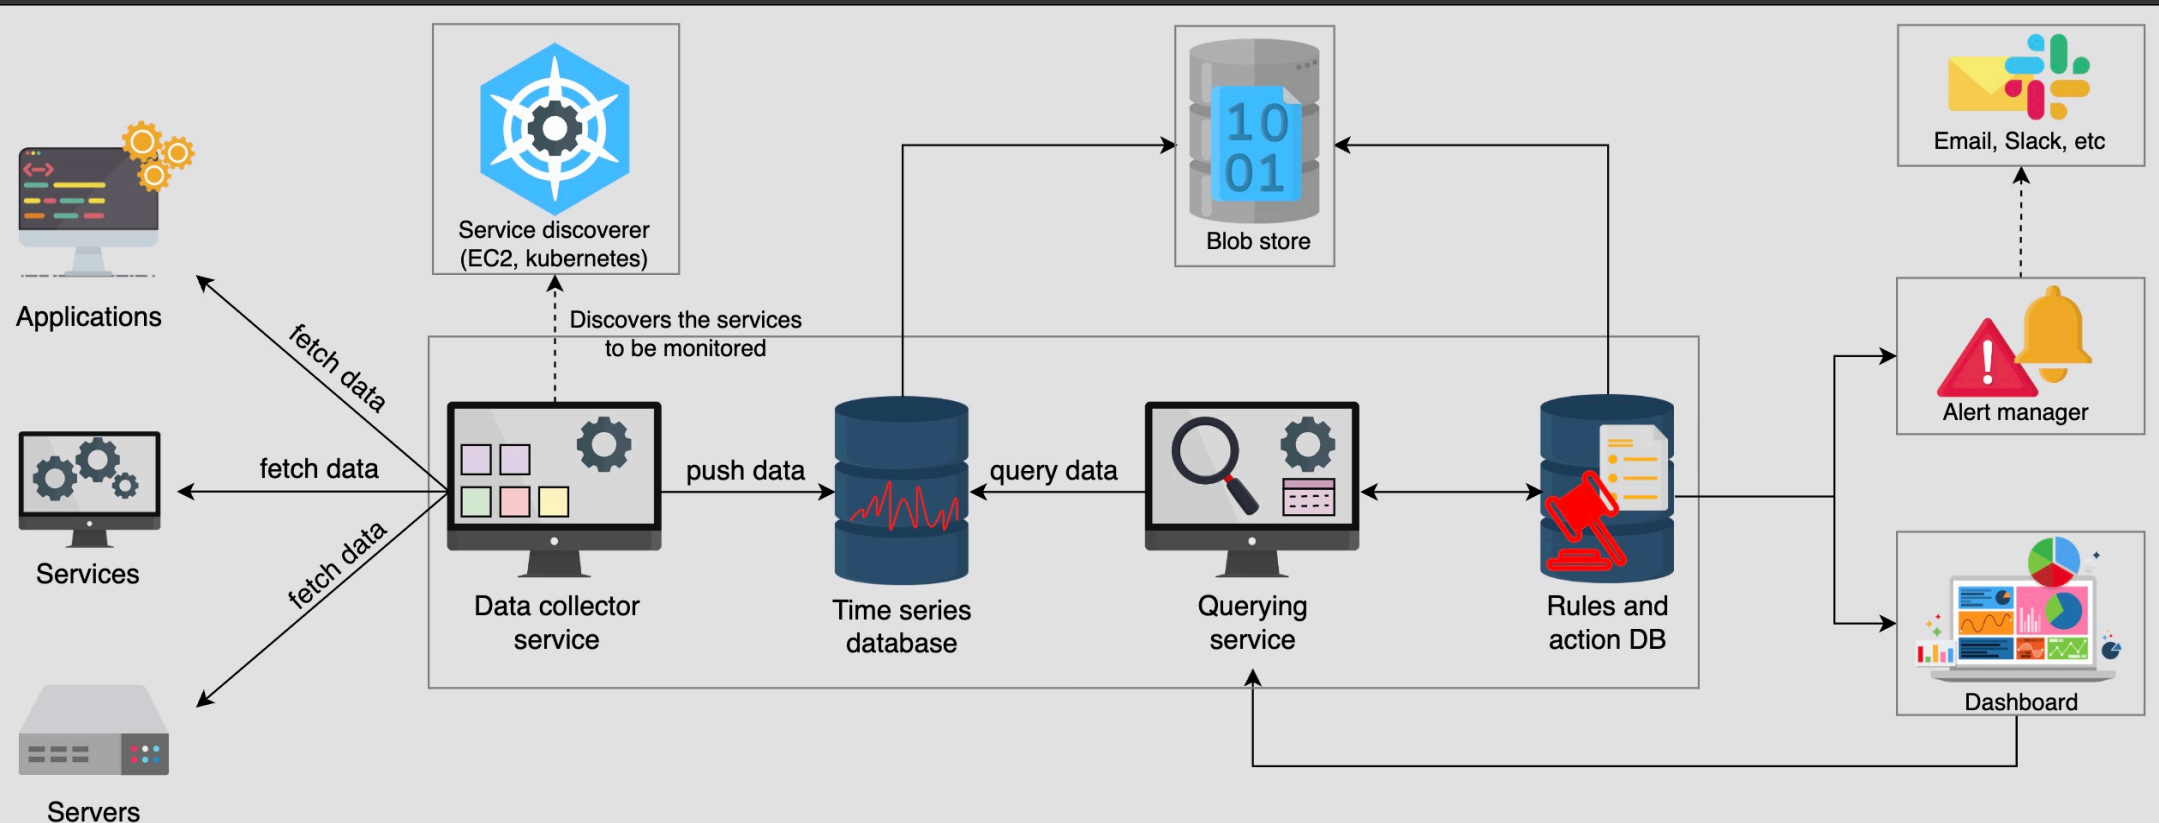 Service discoverer
(EC2, kubernetes)
10
01
Blob store
Email, Slack, etc
Applications
fetch data
Discovers the services
to be monitored
Alert manager
fetch data
push data
query data
Services
fetch data
Data collector
service
Time series
database
Querying
service
Rules and
action DB
Dashboard
Servers